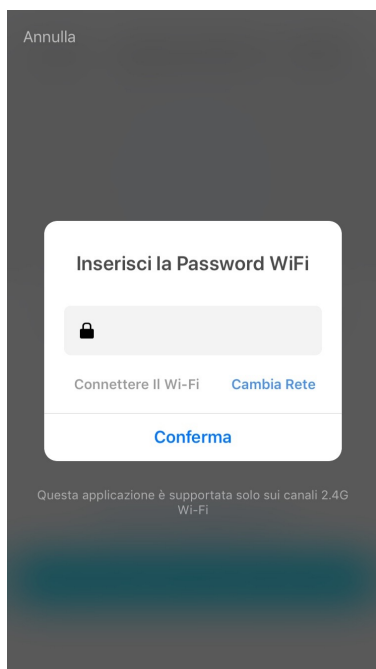 Annulla
Inserisci la Password WiFi
Connettere Il Wi-Fi
Cambia Rete
Conferma
Questa applicazione è supportata solo sui canali 2.4G
Wi-Fi